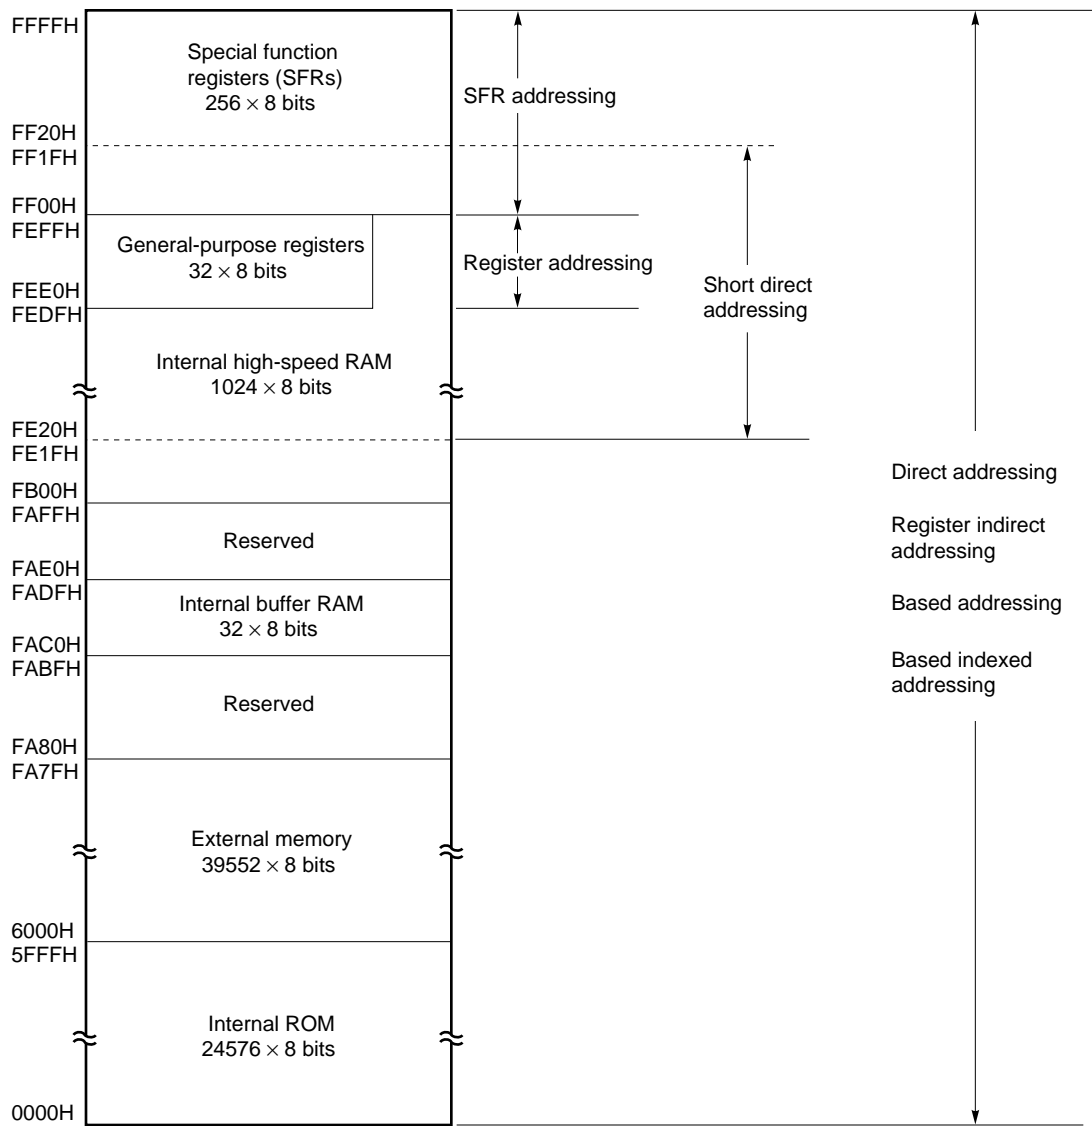 FFFFH
Special function
registers (SFRs)
256 × 8 bits
SFR addressing
FF20H
FF1FH
FF00H
FEFFH
General-purpose registers
32 × 8 bits
Register addressing
Short direct
addressing
FEE0H
FEDFH
Internal high-speed RAM
1024 × 8 bits
FE20H
FE1FH
Direct addressing
Register indirect
addressing
Based addressing
Based indexed
addressing
FB00H
FAFFH
Reserved
FAE0H
FADFH
Internal buffer RAM
32 × 8 bits
FAC0H
FABFH
Reserved
FA80H
FA7FH
External memory
39552 × 8 bits
6000H
5FFFH
Internal ROM
24576 × 8 bits
0000H